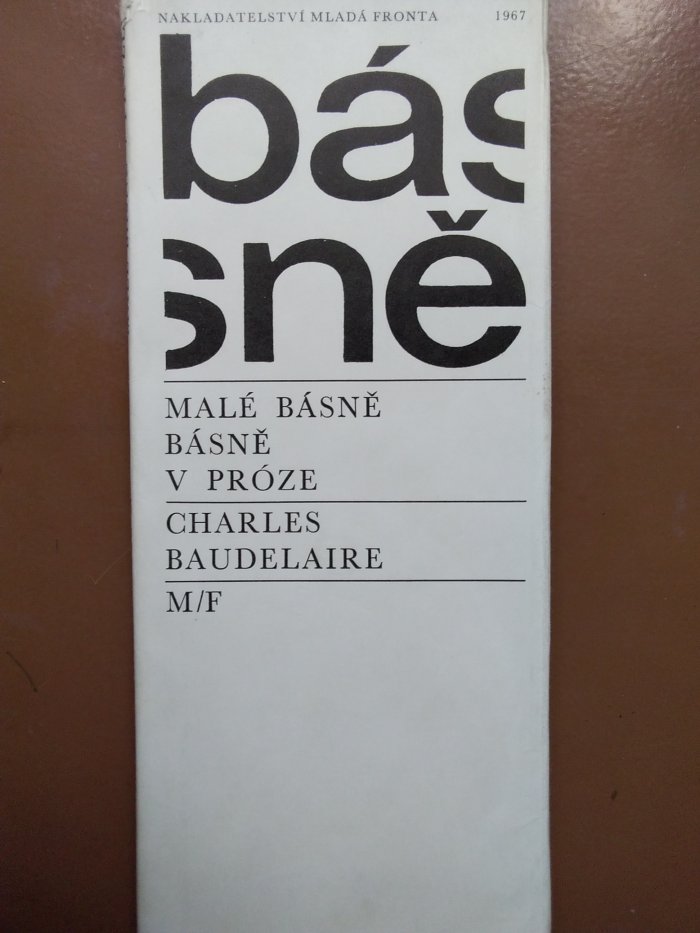 NAKLADATELSTVÍ MLADÁ FRONTA 1967
bás
sně
MALÉ BÁSNĚ
BÁSNĚ
V PRÓZE
CHARLES
BAUDELAIRE
M/F